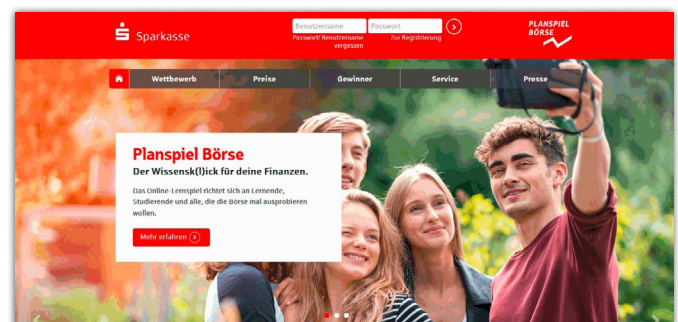 Sparkasse
Benutzername
Passwort
Passwort/Benutzername vergessen
Zur Registrierung
PLANSPIEL
BÖRSE
Wettbewerb
Preise
Gewinner
Service
Presse
Planspiel Börse
Der Wissensk(l)ick für deine Finanzen.
Das Online-Lernspiel richtet sich an Lernende,
Studierende und alle, die die Börse mal ausprobieren
wollen.
Mehr erfahren